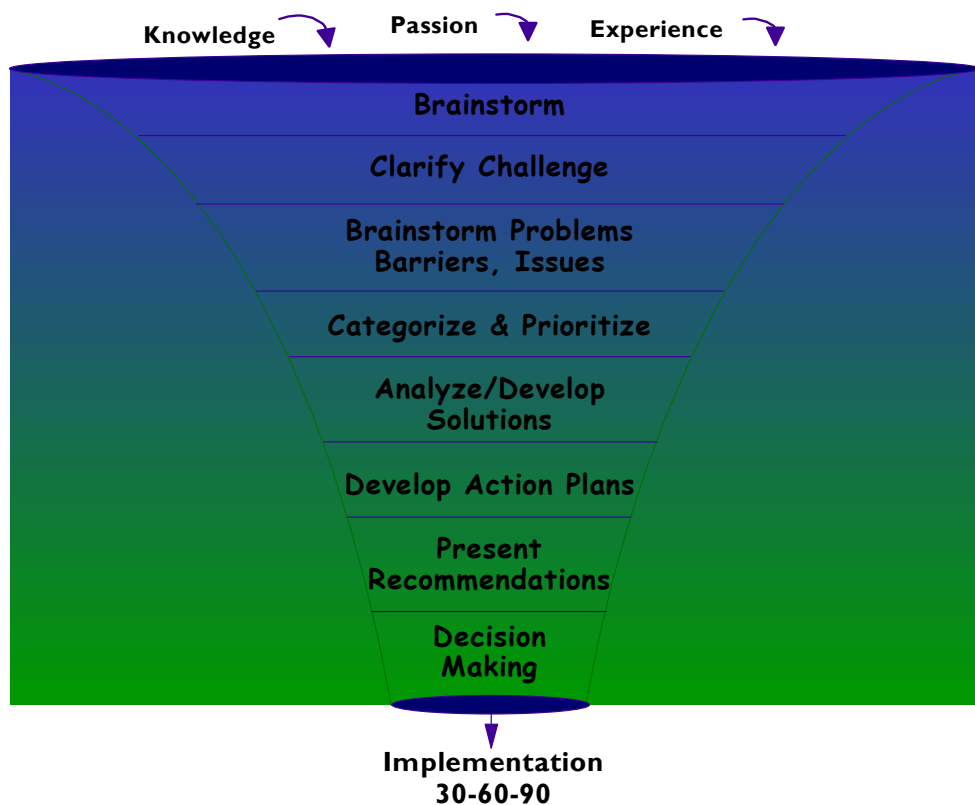 Knowledge
Passion
Experience
Brainstorm
Clarify Challenge
Brainstorm Problems
Barriers, Issues
Categorize & Prioritize
Analyze/Develop
Solutions
Develop Action Plans
Present
Recommendations
Decision
Making
Implementation
30-60-90